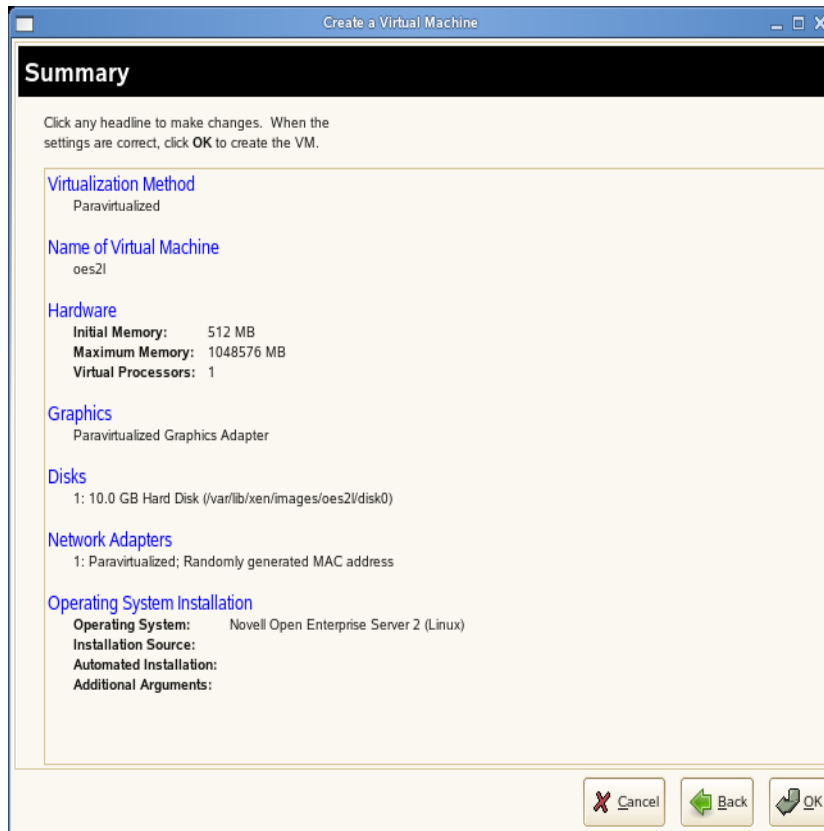 Create a Virtual Machine
Summary
Click any headline to make changes. When the
settings are correct, click OK to create the VM.
Virtualization Method
Paravirtualized
Name of Virtual Machine
oes2l
Hardware
Initial Memory: 512 MB
Maximum Memory: 1048576 MB
Virtual Processors: 1
Graphics
Paravirtualized Graphics Adapter
Disks
1: 10.0 GB Hard Disk (/var/lib/xen/images/oes2l/disk0)
Network Adapters
1: Paravirtualized; Randomly generated MAC address
Operating System Installation
Operating System: Novell Open Enterprise Server 2 (Linux)
Installation Source:
Automated Installation:
Additional Arguments:
Cancel Back OK